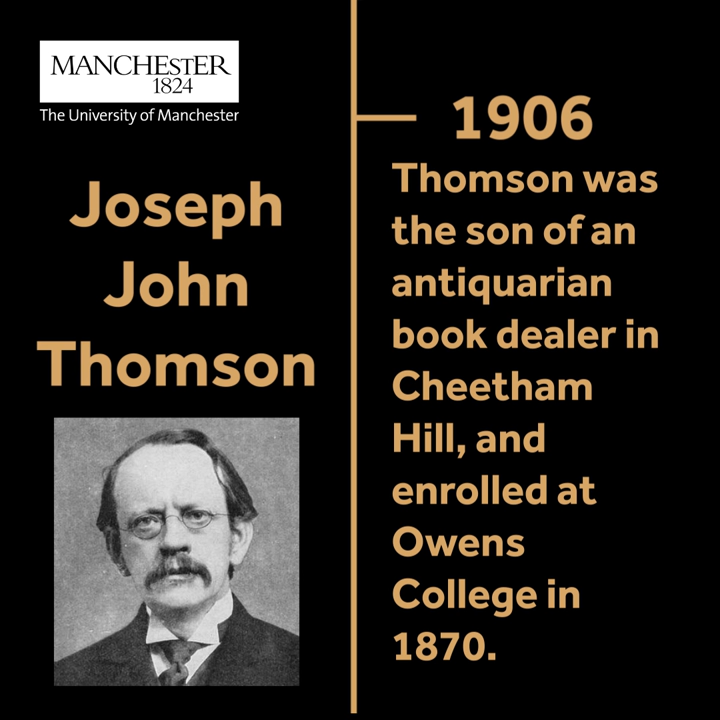 MANCHESTER
1824
The University of Manchester
Joseph
John
Thomson
1906
Thomson was
the son of an
antiquarian
book dealer in
Cheetham
Hill, and
enrolled at
Owens
College in
1870.